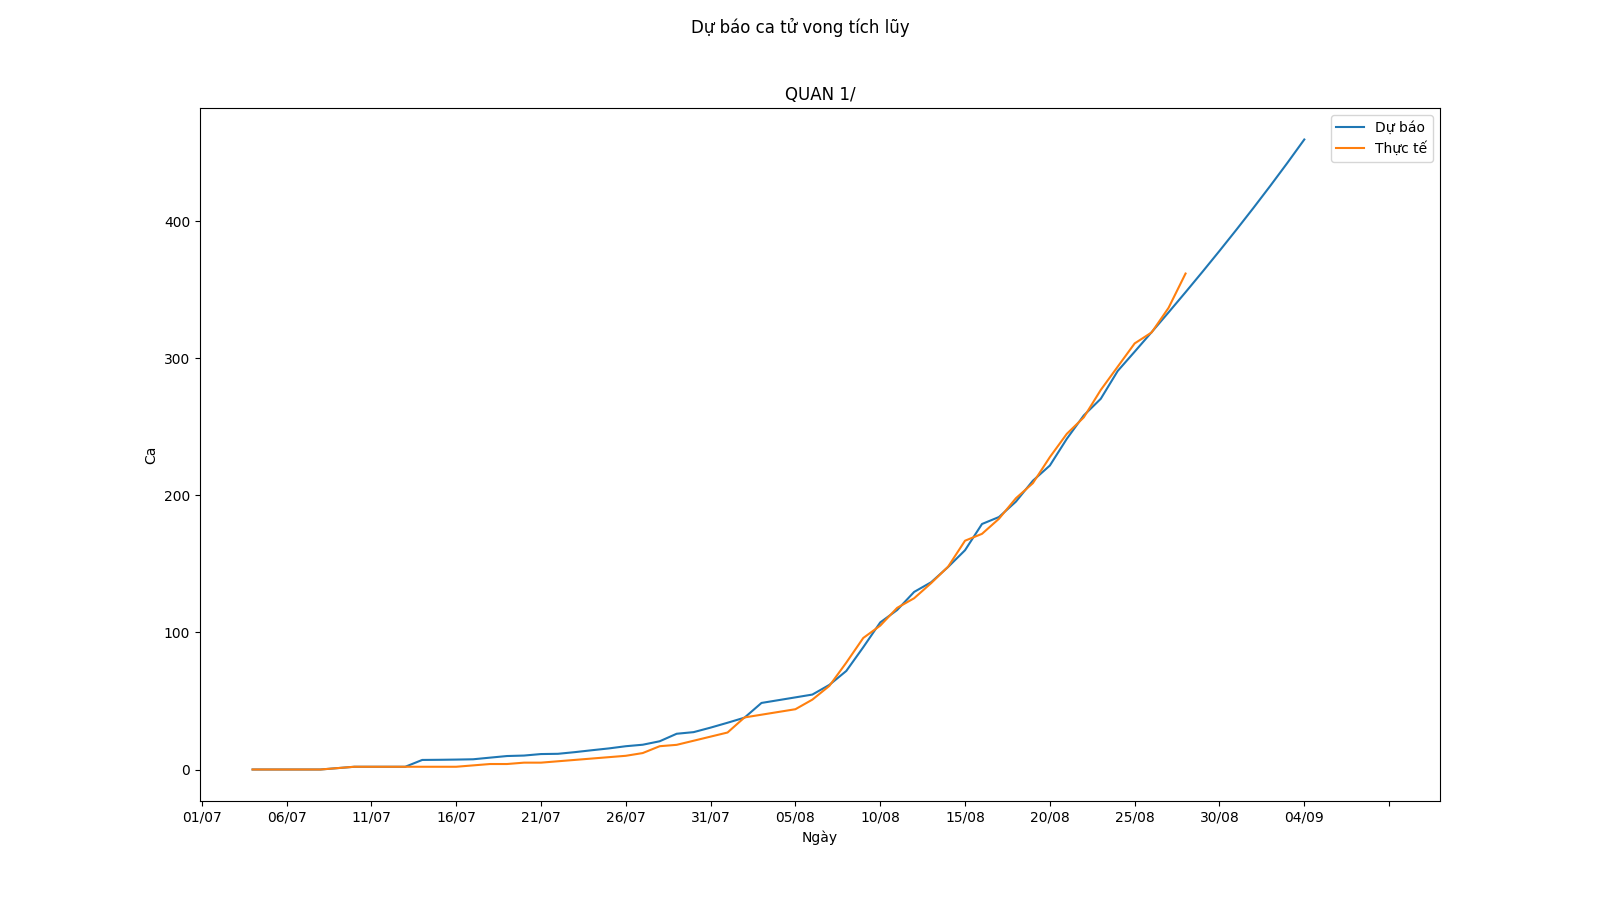 Dự báo ca tử vong tích lũy
QUAN 1/
Dự báo
Thực tế
400
300
200
100
0
Ca
01/07 06/07 11/07 16/07 21/07 26/07 31/07 05/08 10/08 15/08 20/08 25/08 30/08 04/09
Ngày